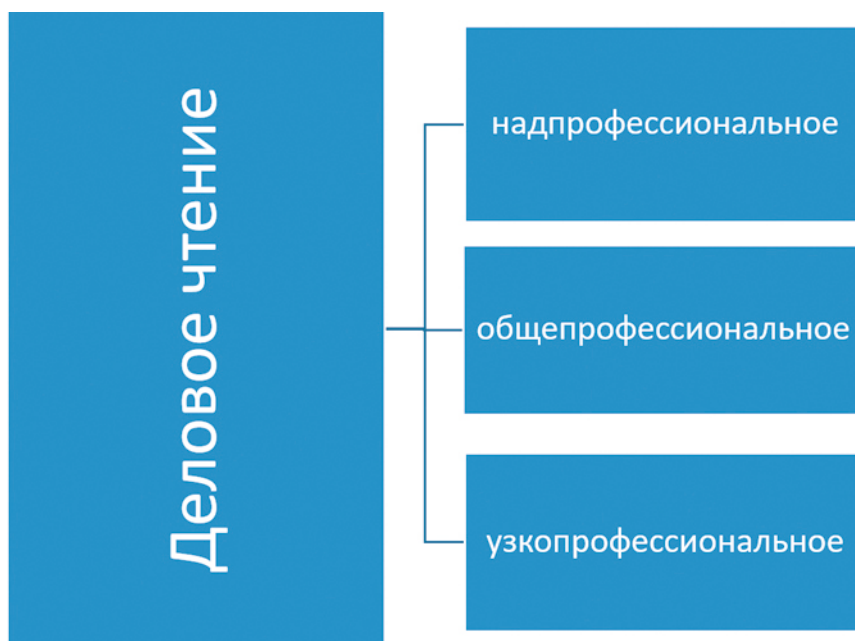 Деловое чтение
надпрофессиональное
общепрофессиональное
узкопрофессиональное